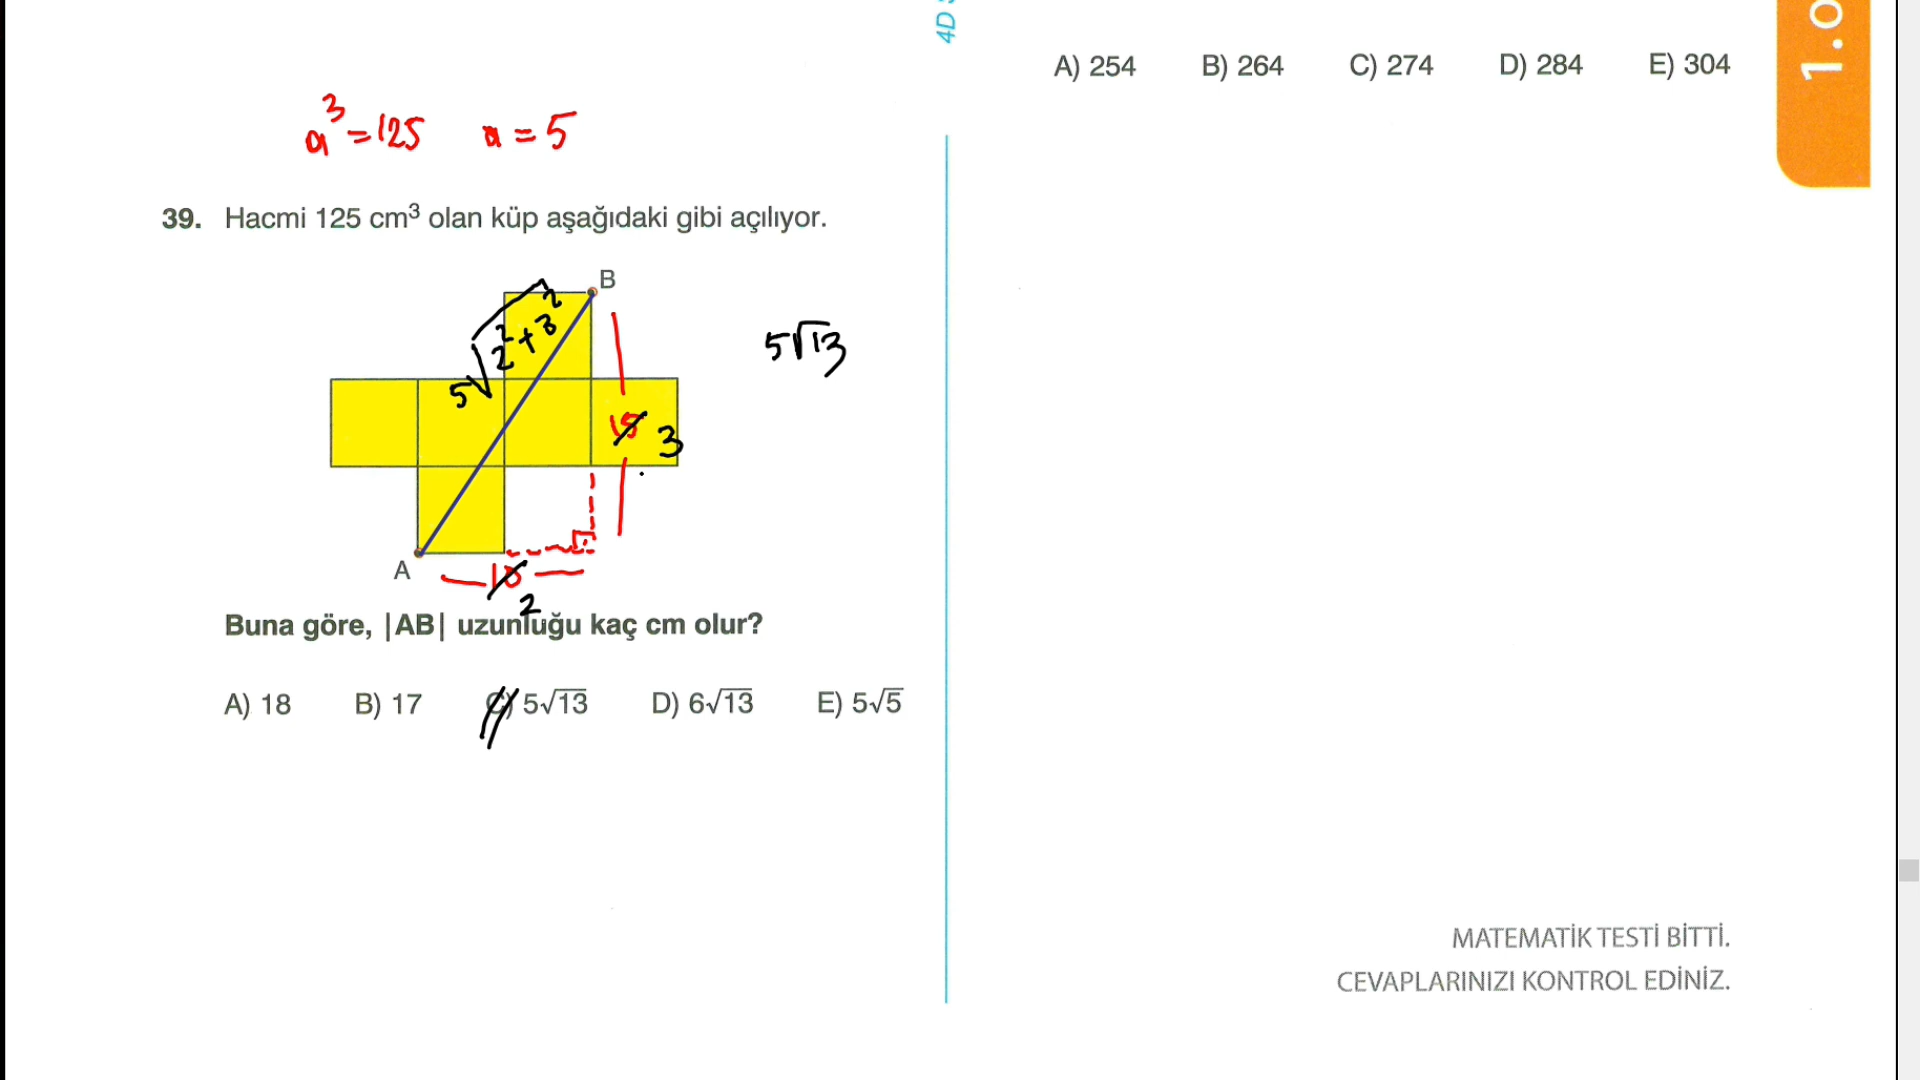 a³ = 125 a = 5
39. Hacmi 125 cm³ olan küp aşağıdaki gibi açılıyor.
B
5√2²+3²
5√13
15 3
A
10
2
Buna göre, |AB| uzunluğu kaç cm olur?
A) 18 B) 17 C) 5√13 D) 6√13 E) 5√5
4D
A) 254 B) 264 C) 274 D) 284 E) 304
1.0
MATEMATİK TESTİ BİTTİ.
CEVAPLARINIZI KONTROL EDİNİZ.